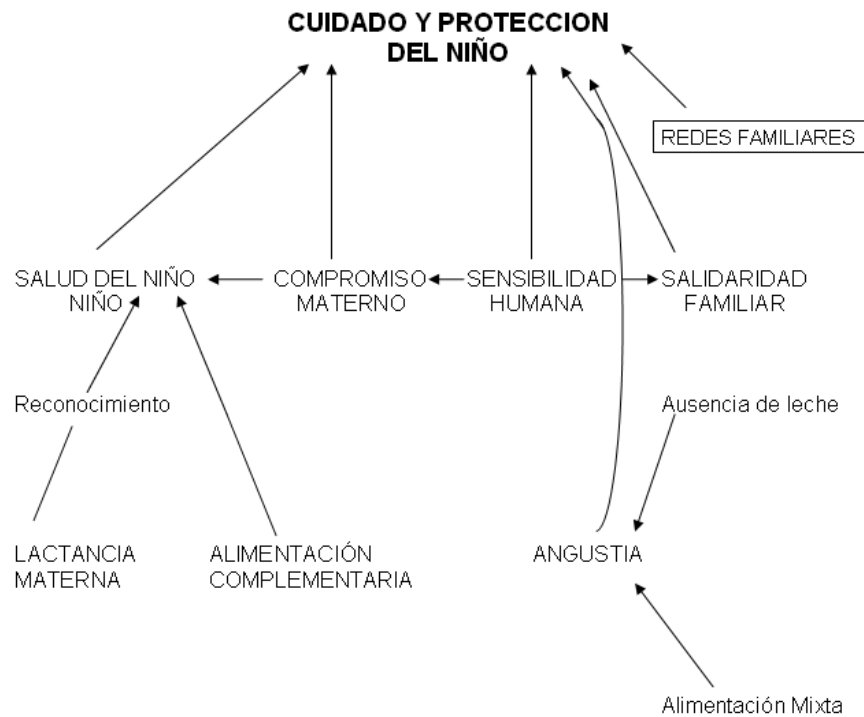 CUIDADO Y PROTECCION
DEL NIÑO
REDES FAMILIARES
SALUD DEL NIÑO
NIÑO
COMPROMISO
MATERNO
SENSIBILIDAD
HUMANA
SALIDARIDAD
FAMILIAR
Reconocimiento
Ausencia de leche
LACTANCIA
MATERNA
ALIMENTACIÓN
COMPLEMENTARIA
ANGUSTIA
Alimentación Mixta